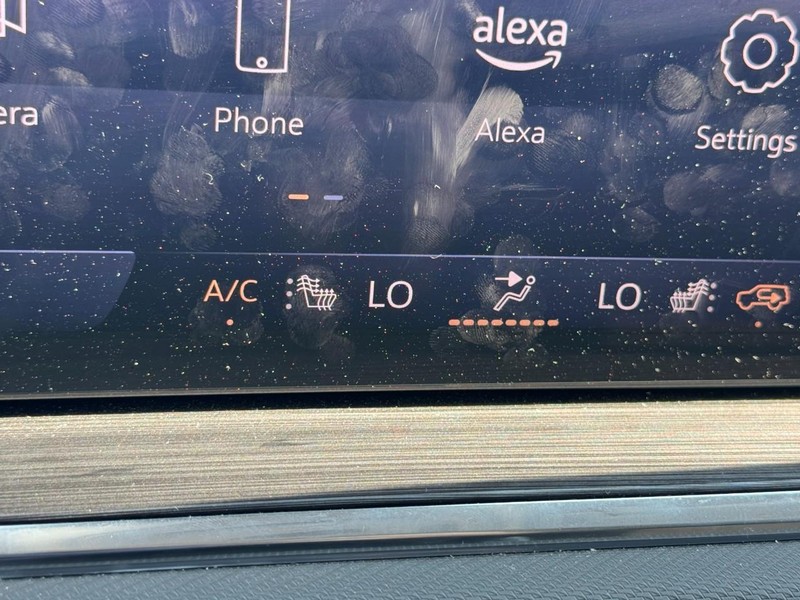 alexa
era
Phone
Alexa
Settings
A/C
LO
LO